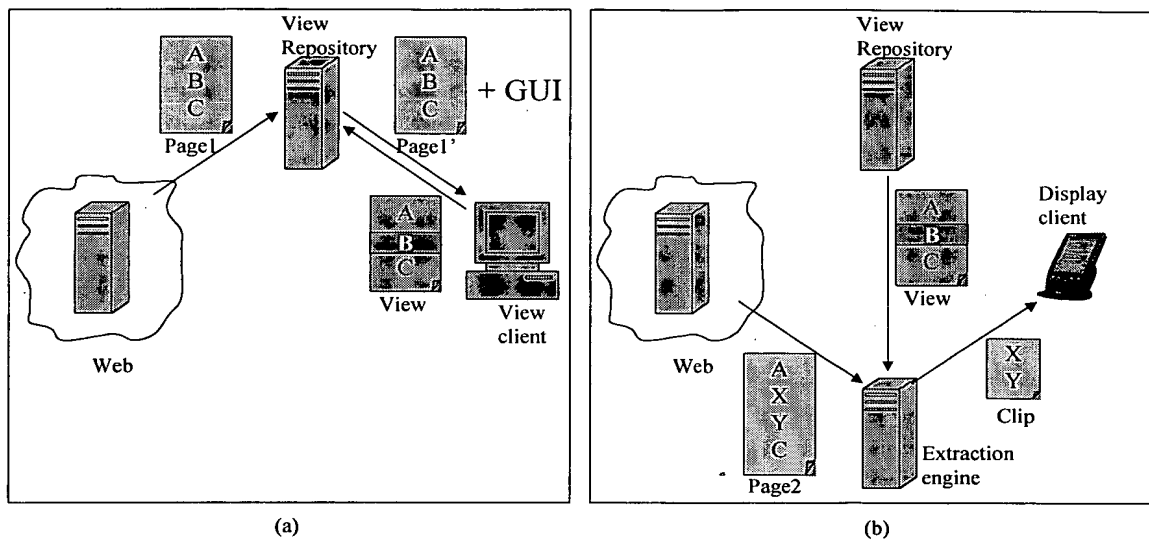 View
Repository
A
B
C
Page1
A
B
C
+ GUI
Page1’
A
B
C
View
View
client
Web
(a)
View
Repository
A
B
C
View
Display
client
Web
A
X
Y
C
Page2
X
Y
Clip
Extraction
engine
(b)